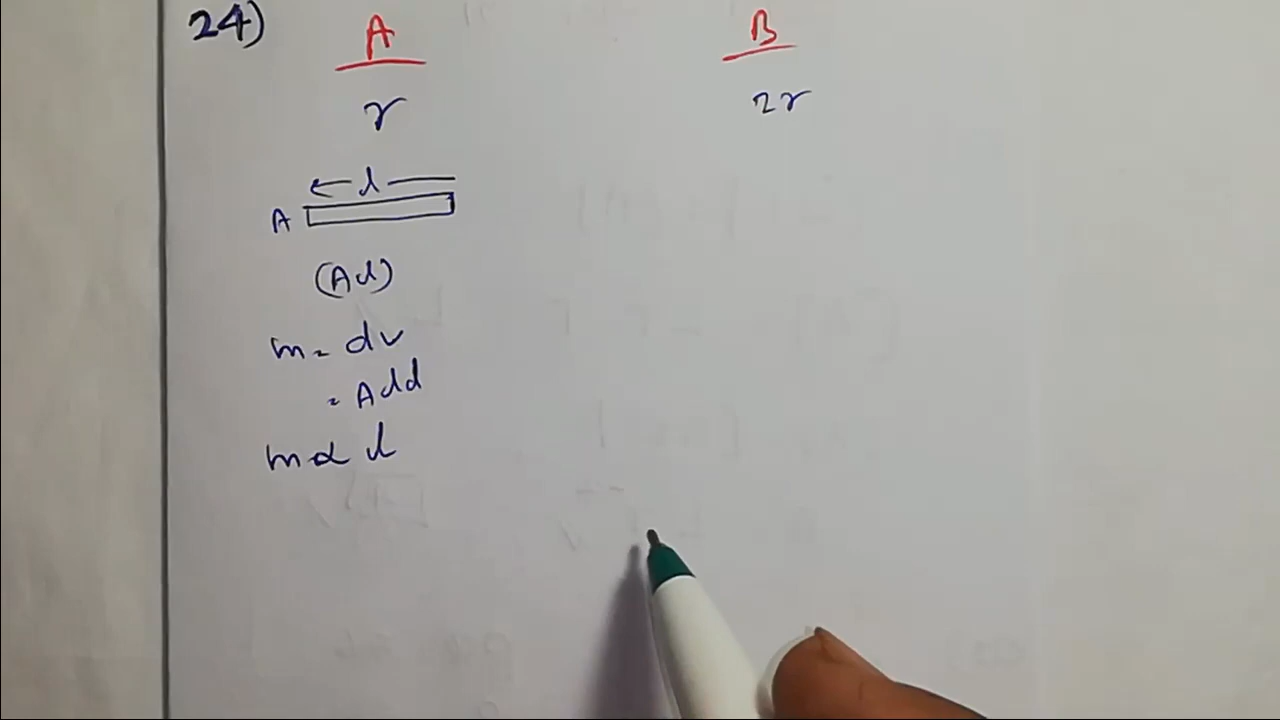 24) A B
r 2r
l
A
(Al)
m = dv
= Ald
m ∝ l